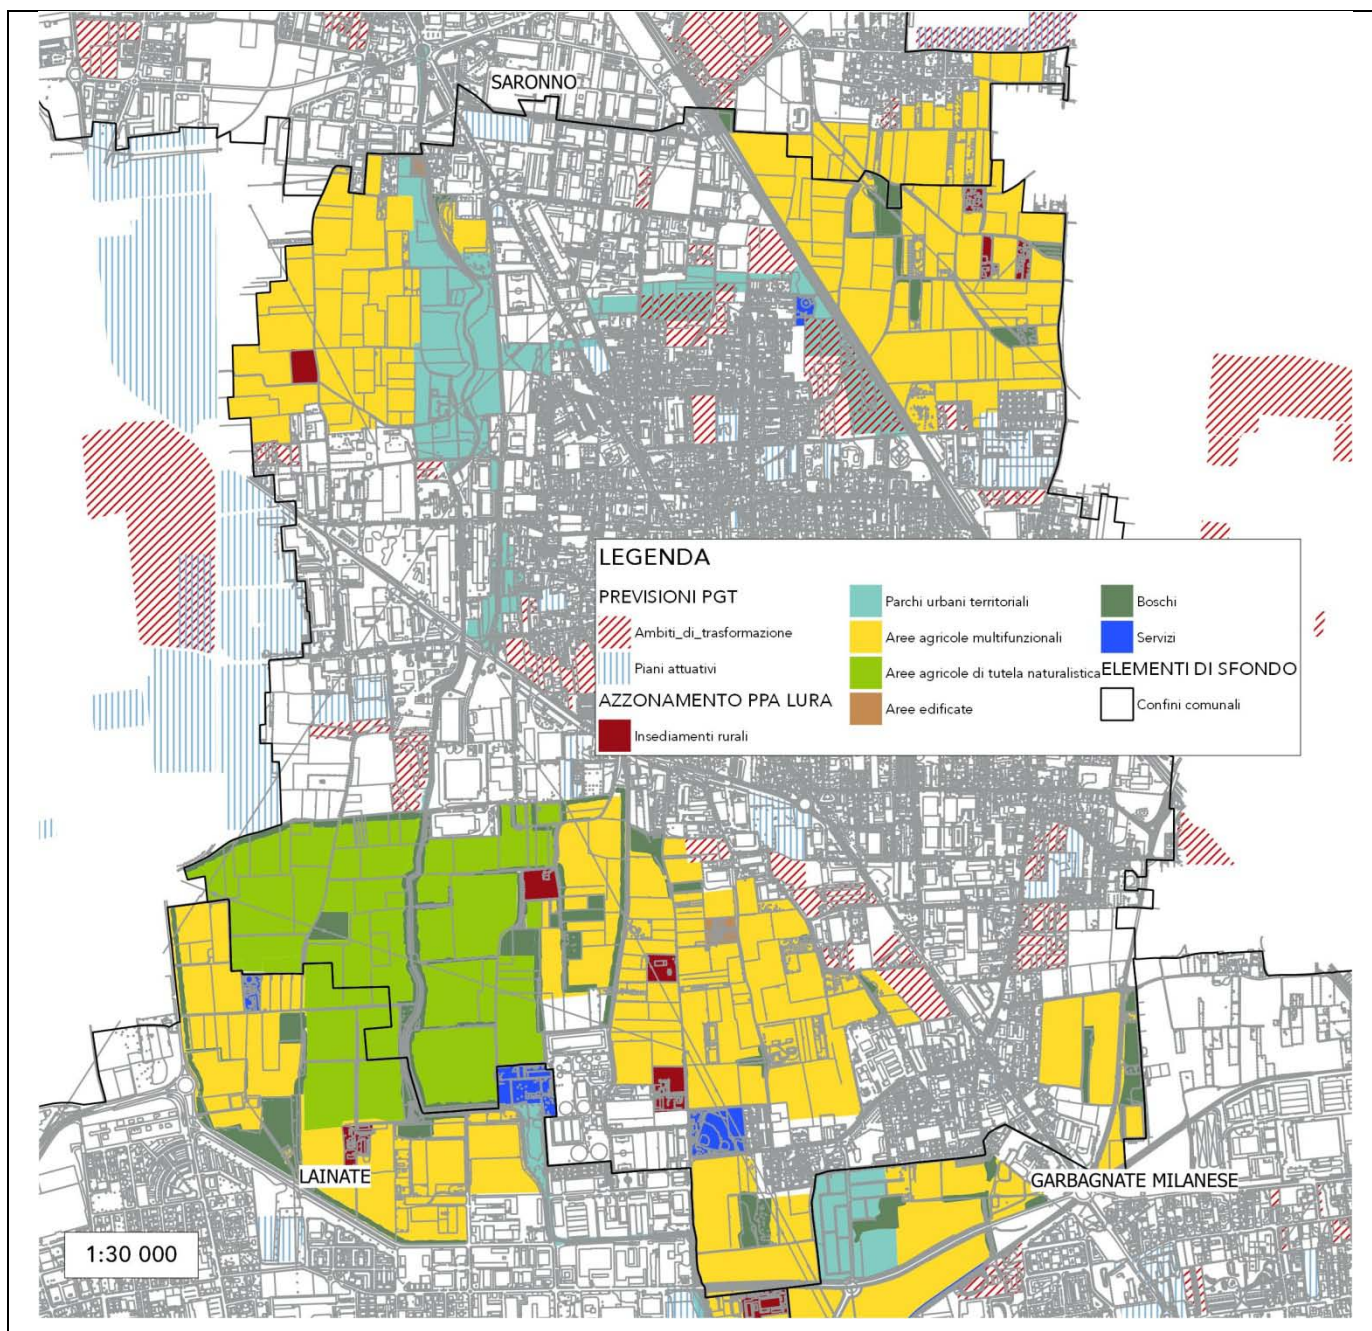 SARONNO
LEGENDA
PREVISIONI PGT
Ambiti_di_trasformazione
Piani attuativi
AZZONAMENTO PPA LURA
Insediamenti rurali
Parchi urbani territoriali
Aree agricole multifunzionali
Aree agricole di tutela naturalistica
Aree edificate
Boschi
Servizi
ELEMENTI DI SFONDO
Confini comunali
LAINATE
GARBAGNATE MILANESE
1:30 000